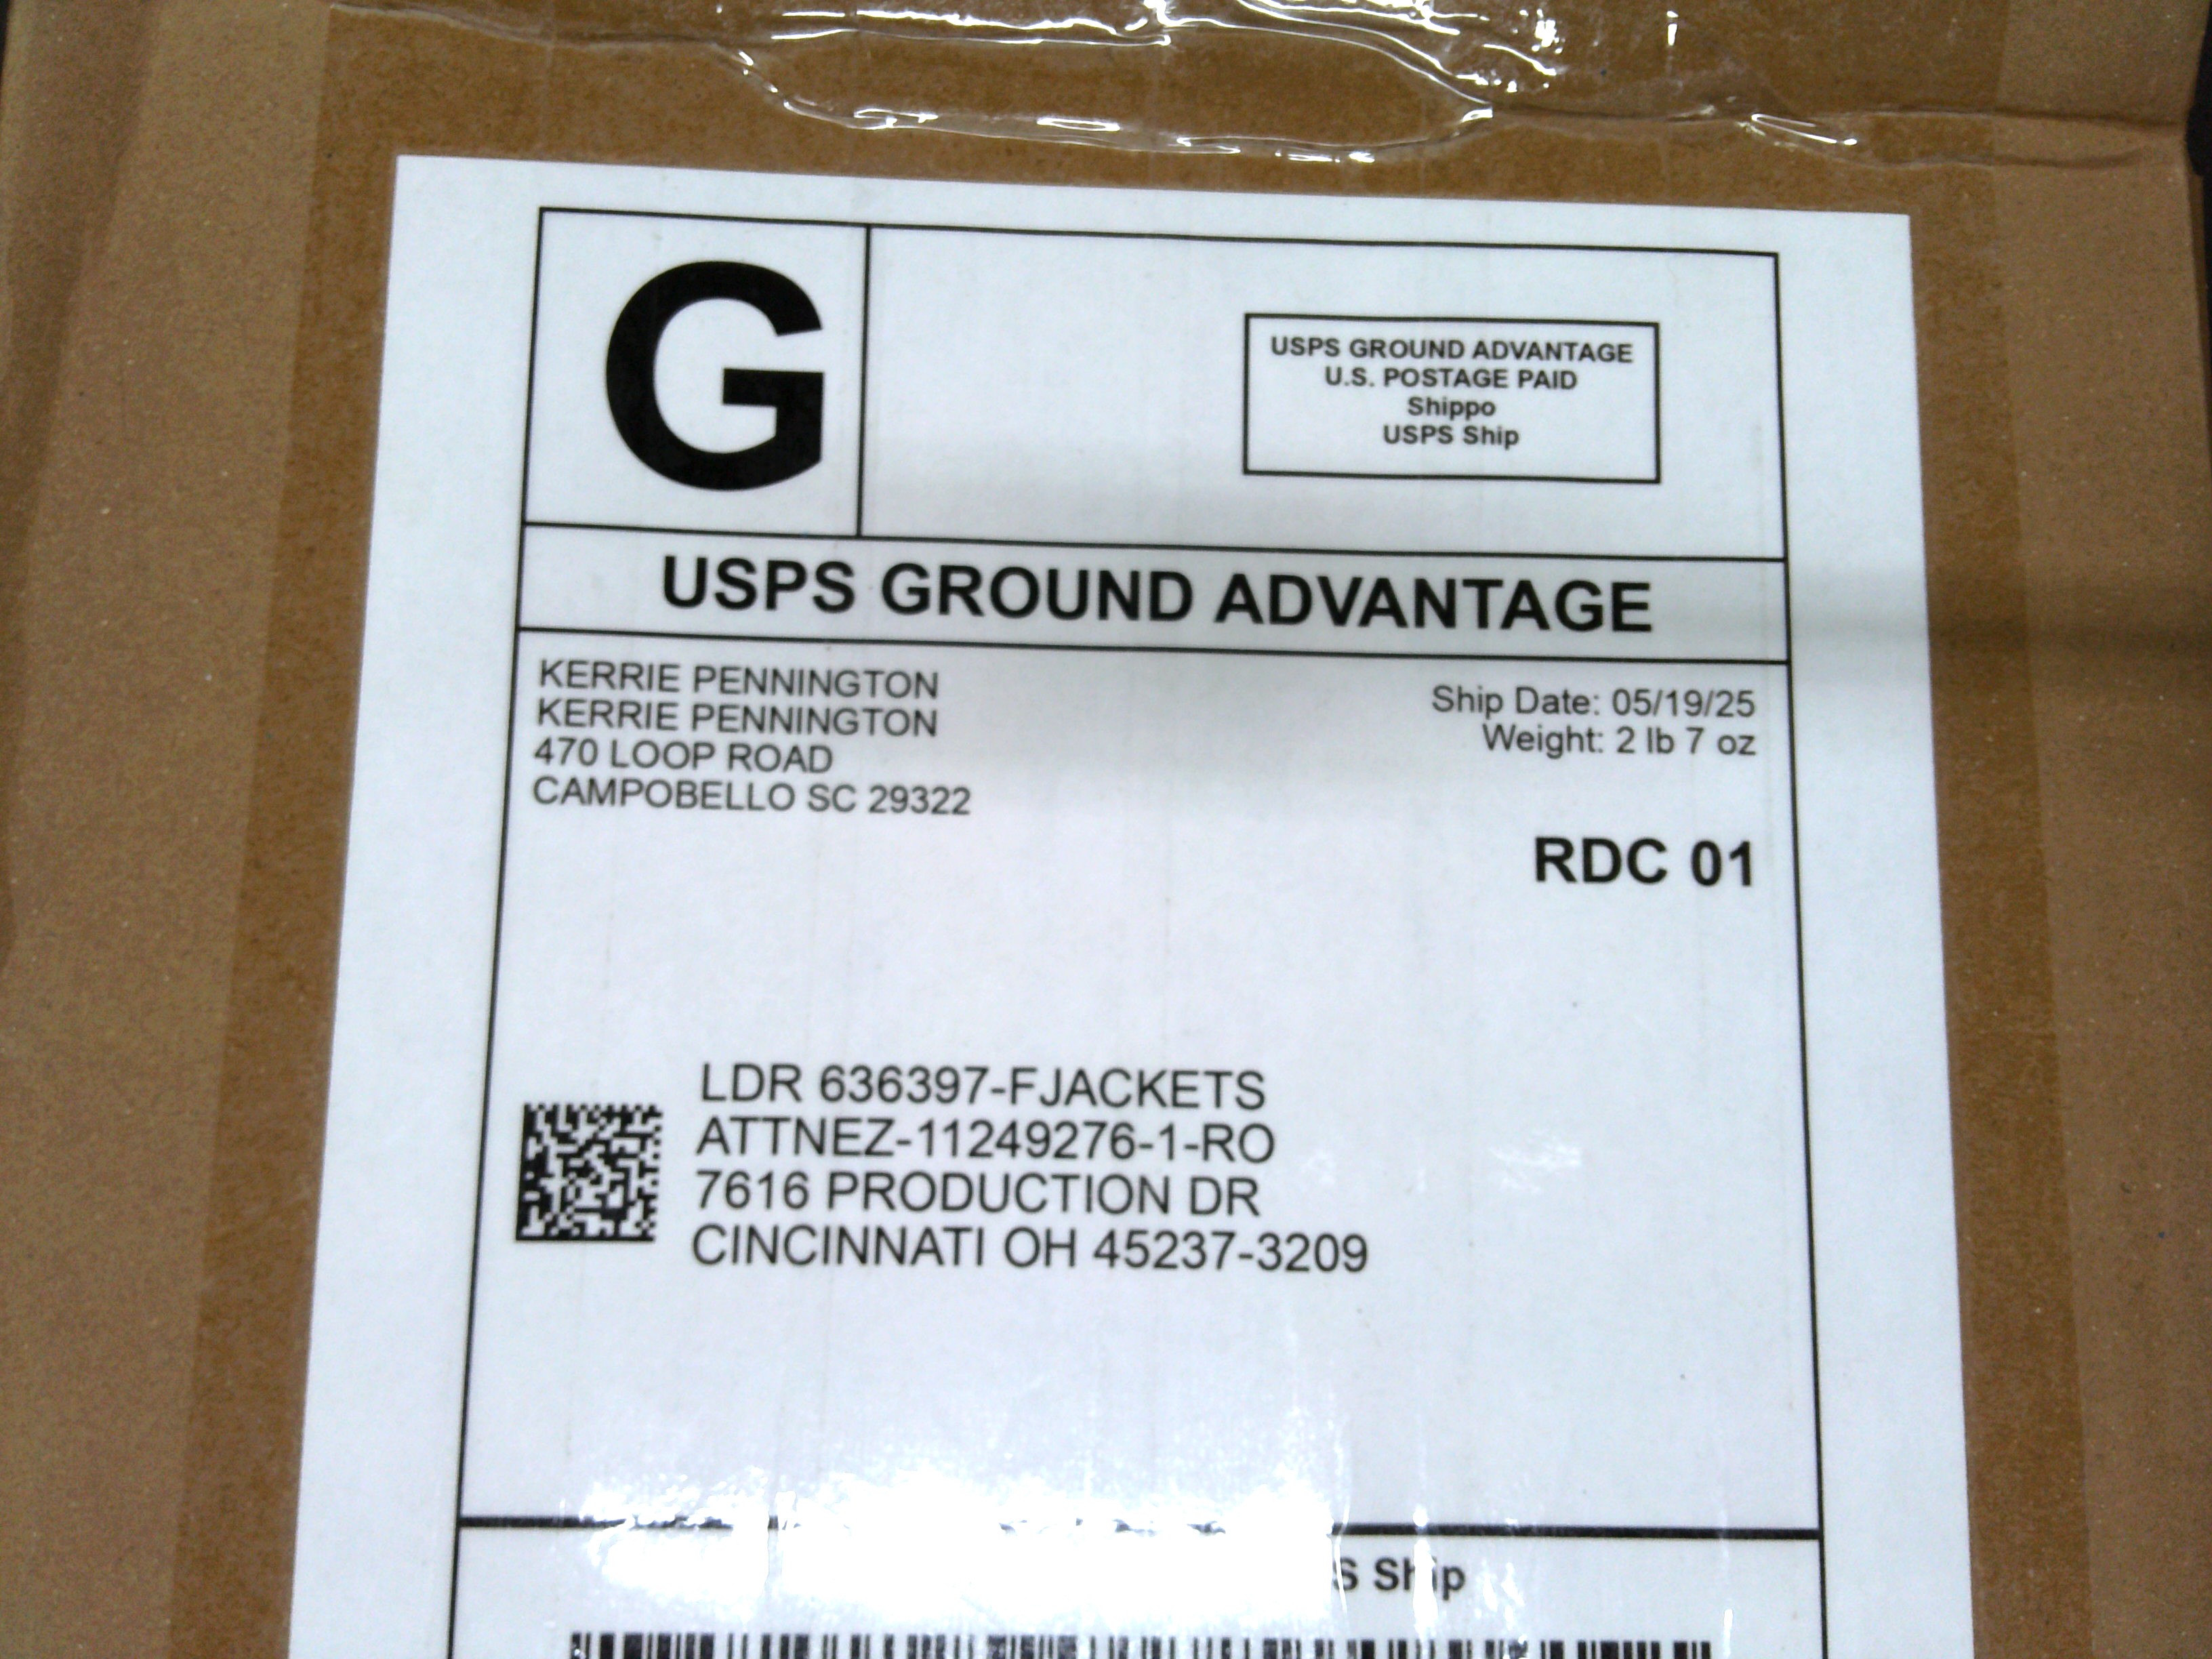 G
USPS GROUND ADVANTAGE
U.S. POSTAGE PAID
Shippo
USPS Ship
USPS GROUND ADVANTAGE
KERRIE PENNINGTON
KERRIE PENNINGTON
470 LOOP ROAD
CAMPOBELLO SC 29322
Ship Date: 05/19/25
Weight: 2 lb 7 oz
RDC 01
LDR 636397-FJACKETS
ATTNEZ-11249276-1-RO
7616 PRODUCTION DR
CINCINNATI OH 45237-3209
Ship